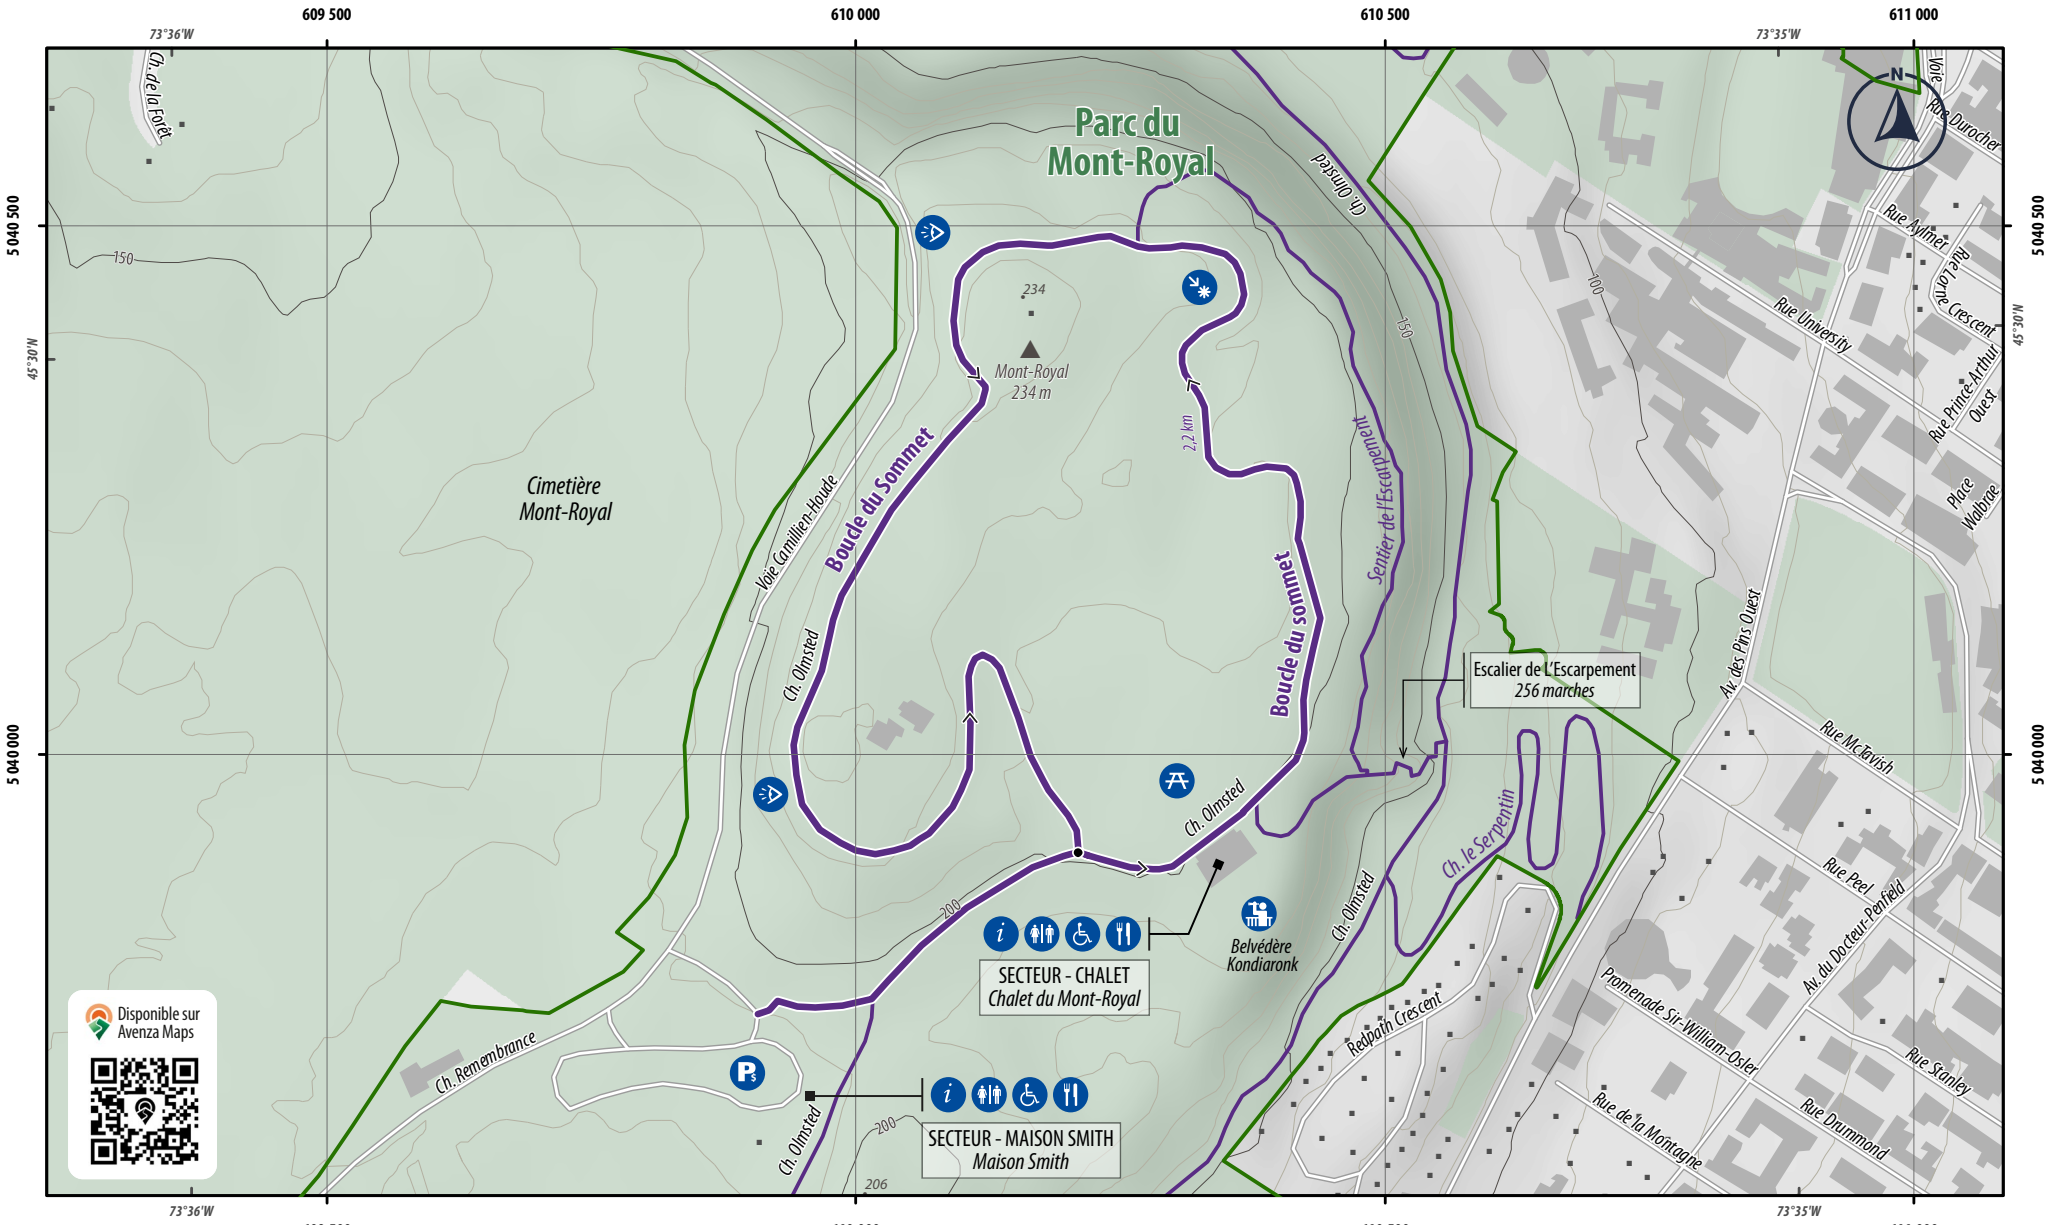 609 500
610 000
610 500
611 000
73°36'W
73°35'W
Ch. de la Forêt
Parc du
Mont-Royal
N
Voie
Rue Durocher
Ch. Olmsted
5 040 500
5 040 500
150
234
Mont-Royal
234 m
150
100
Rue Aylmer
Rue Lorne
Crescent
Rue University
Rue Prince-Arthur
Ouest
45°30'N
45°30'N
2,2 km
Boucle du Sommet
Voie Camillien-Houde
Cimetière
Mont-Royal
Sentier de l'Escarpement
Place
Walbrae
Boucle du sommet
Ch. Olmsted
Escalier de L'Escarpement
256 marches
Av. des Pins Ouest
Rue McTavish
5 040 000
5 040 000
Ch. Olmsted
Ch. le Serpentin
Rue Peel
Av. du Docteur-Penfield
200
Ch. Olmsted
i
SECTEUR - CHALET
Chalet du Mont-Royal
Belvédère
Kondiaronk
Redpath Crescent
Promenade Sir-William-Osler
Rue Stanley
Rue Drummond
Rue de la Montagne
Disponible sur
Avenza Maps
Ch. Remembrance
P$
i
SECTEUR - MAISON SMITH
Maison Smith
Ch. Olmsted
200
206
73°36'W
73°35'W